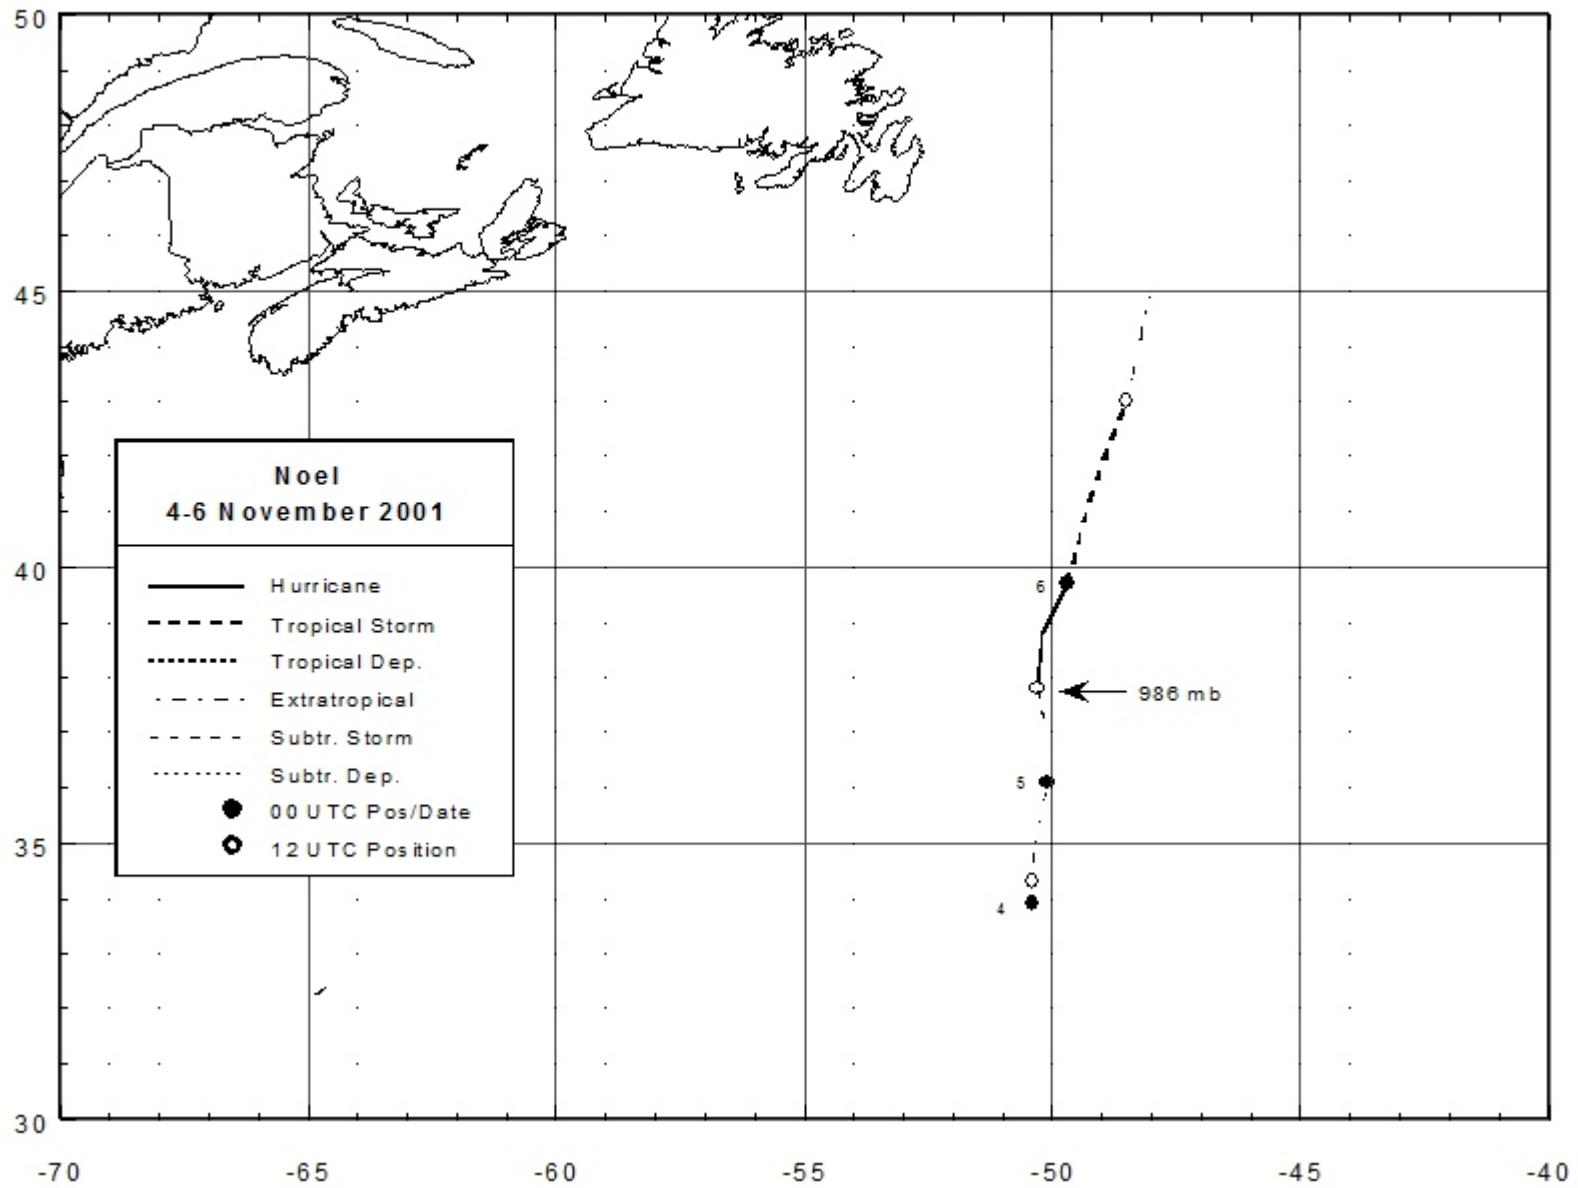 50
45
40
35
30
Noel
4-6 November 2001
Hurricane
Tropical Storm
Tropical Dep.
Extratropical
Subtr. Storm
Subtr. Dep.
00 UTC Pos/Date
12 UTC Position
6
986 mb
5
4
-70 -65 -60 -55 -50 -45 -40